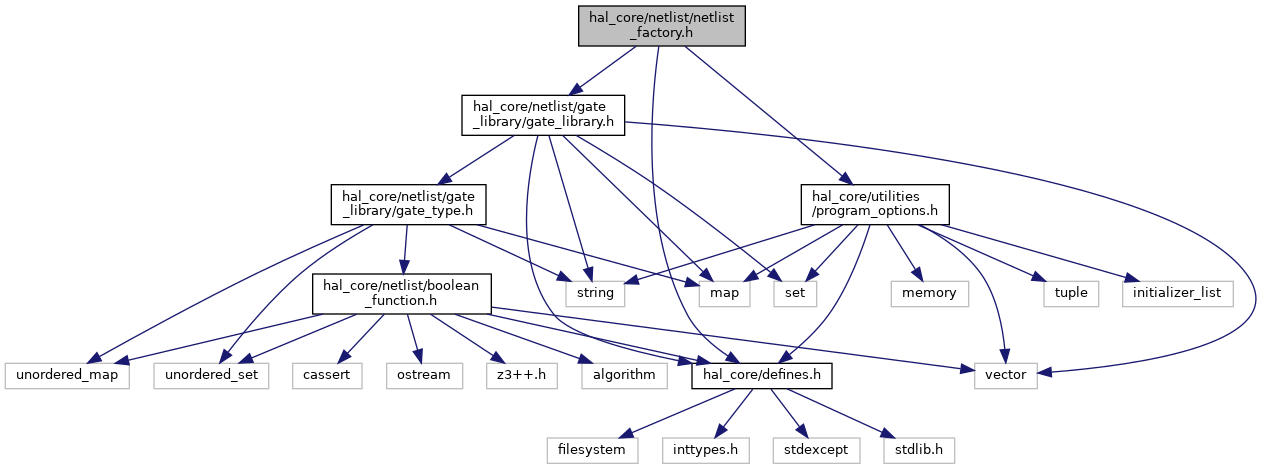 hal_core/netlist/netlist
_factory.h
hal_core/netlist/gate
_library/gate_library.h
hal_core/netlist/gate
_library/gate_type.h
hal_core/utilities
/program_options.h
hal_core/netlist/boolean
_function.h
string
map
set
memory
tuple
initializer_list
unordered_map
unordered_set
cassert
ostream
z3++.h
algorithm
hal_core/defines.h
vector
filesystem
inttypes.h
stdexcept
stdlib.h